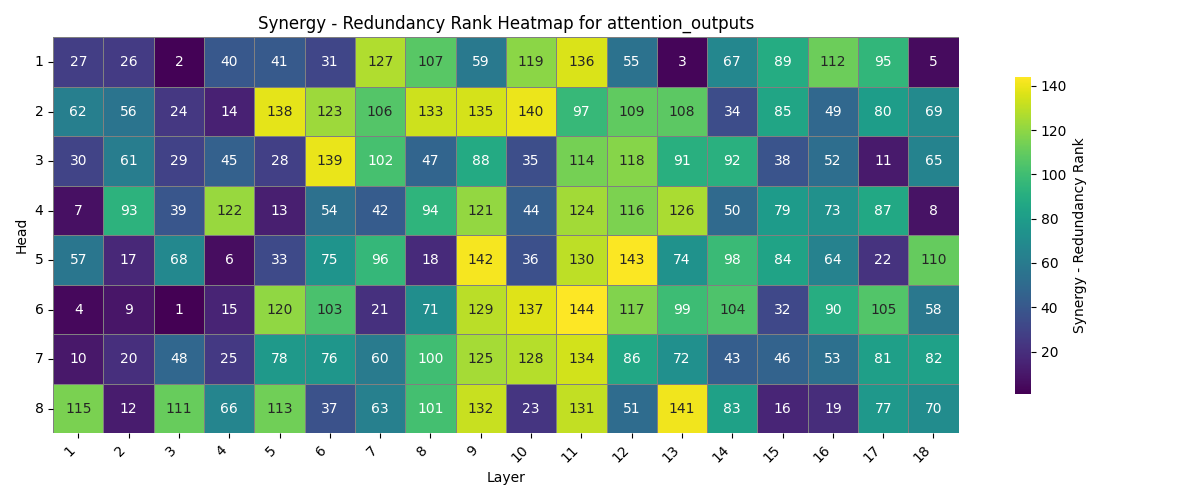 Synergy - Redundancy Rank Heatmap for attention_outputs
1 27 26 2 40 41 31 127 107 59 119 136 55 3 67 89 112 95 5
2 62 56 24 14 138 123 106 133 135 140 97 109 108 34 85 49 80 69
3 30 61 29 45 28 139 102 47 88 35 114 118 91 92 38 52 11 65
4 7 93 39 122 13 54 42 94 121 44 124 116 126 50 79 73 87 8
5 57 17 68 6 33 75 96 18 142 36 130 143 74 98 84 64 22 110
6 4 9 1 15 120 103 21 71 129 137 144 117 99 104 32 90 105 58
7 10 20 48 25 78 76 60 100 125 128 134 86 72 43 46 53 81 82
8 115 12 111 66 113 37 63 101 132 23 131 51 141 83 16 19 77 70
1 2 3 4 5 6 7 8 9 10 11 12 13 14 15 16 17 18
Layer
Head
140
120
100
80
60
40
20
Synergy - Redundancy Rank